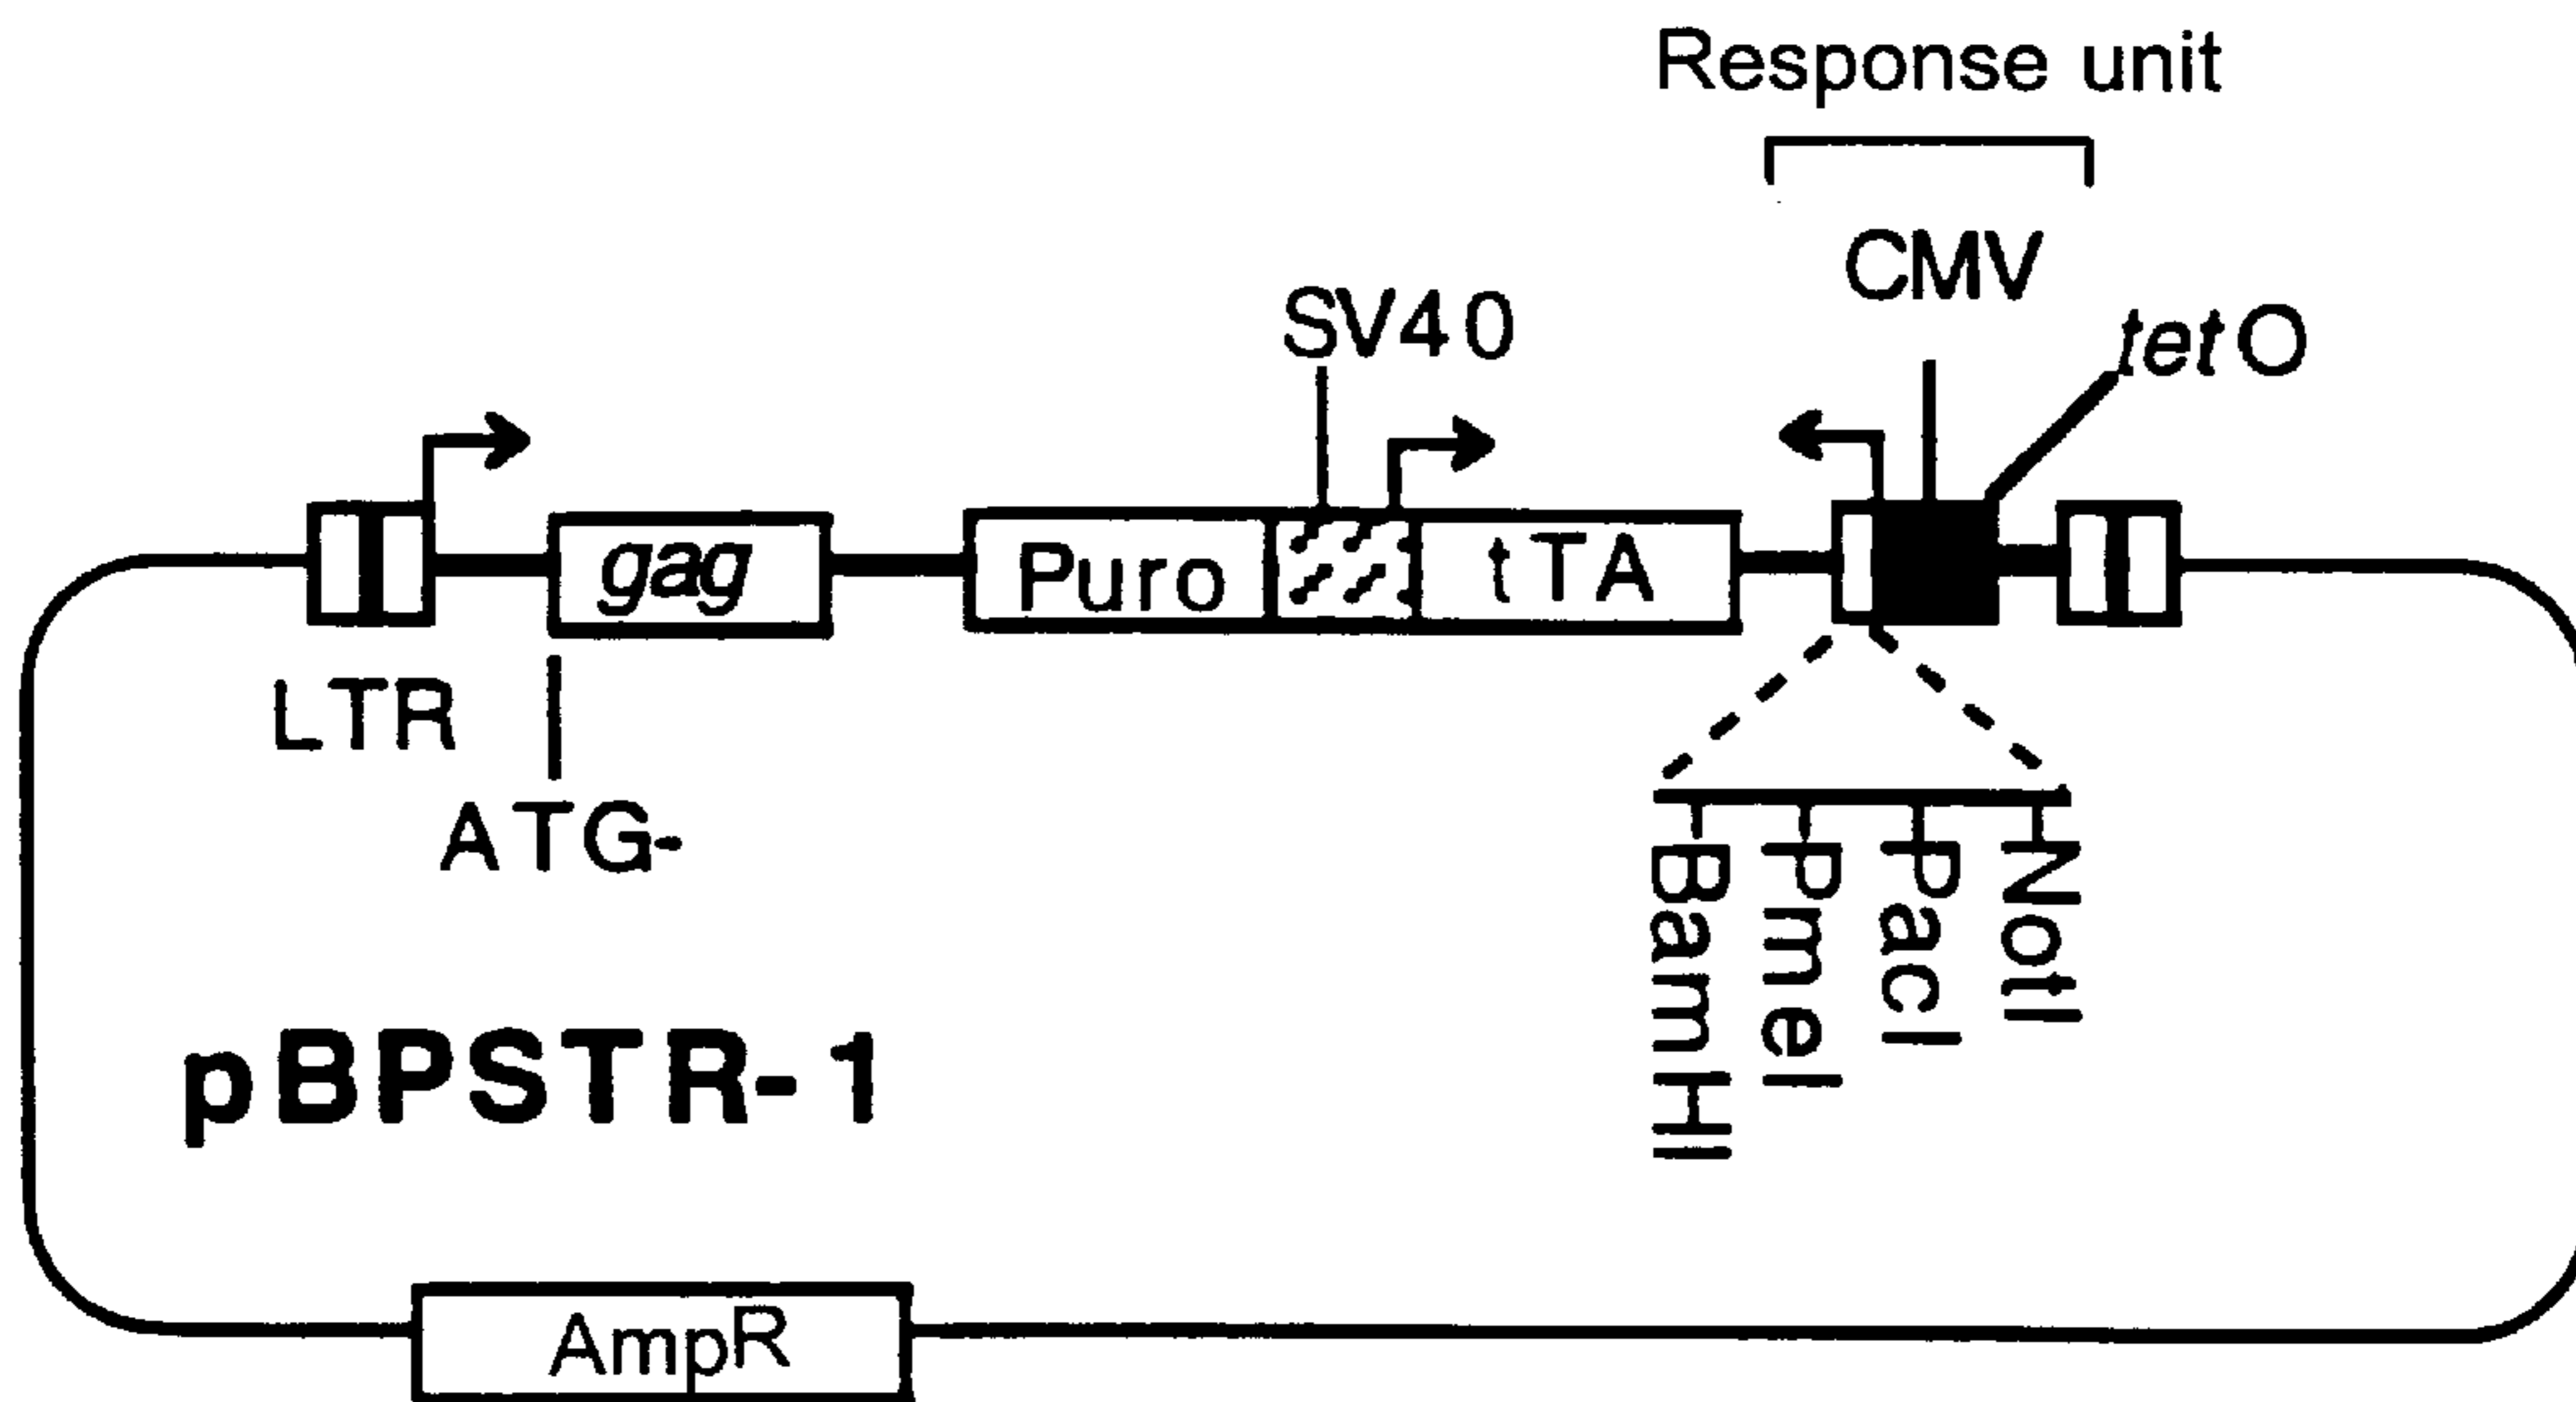 Response unit
CMV
SV40
tetO
gag
Puro
tTA
LTR
ATG-
BamHI
PmeI
PacI
NotI
pBPSTR-1
AmpR